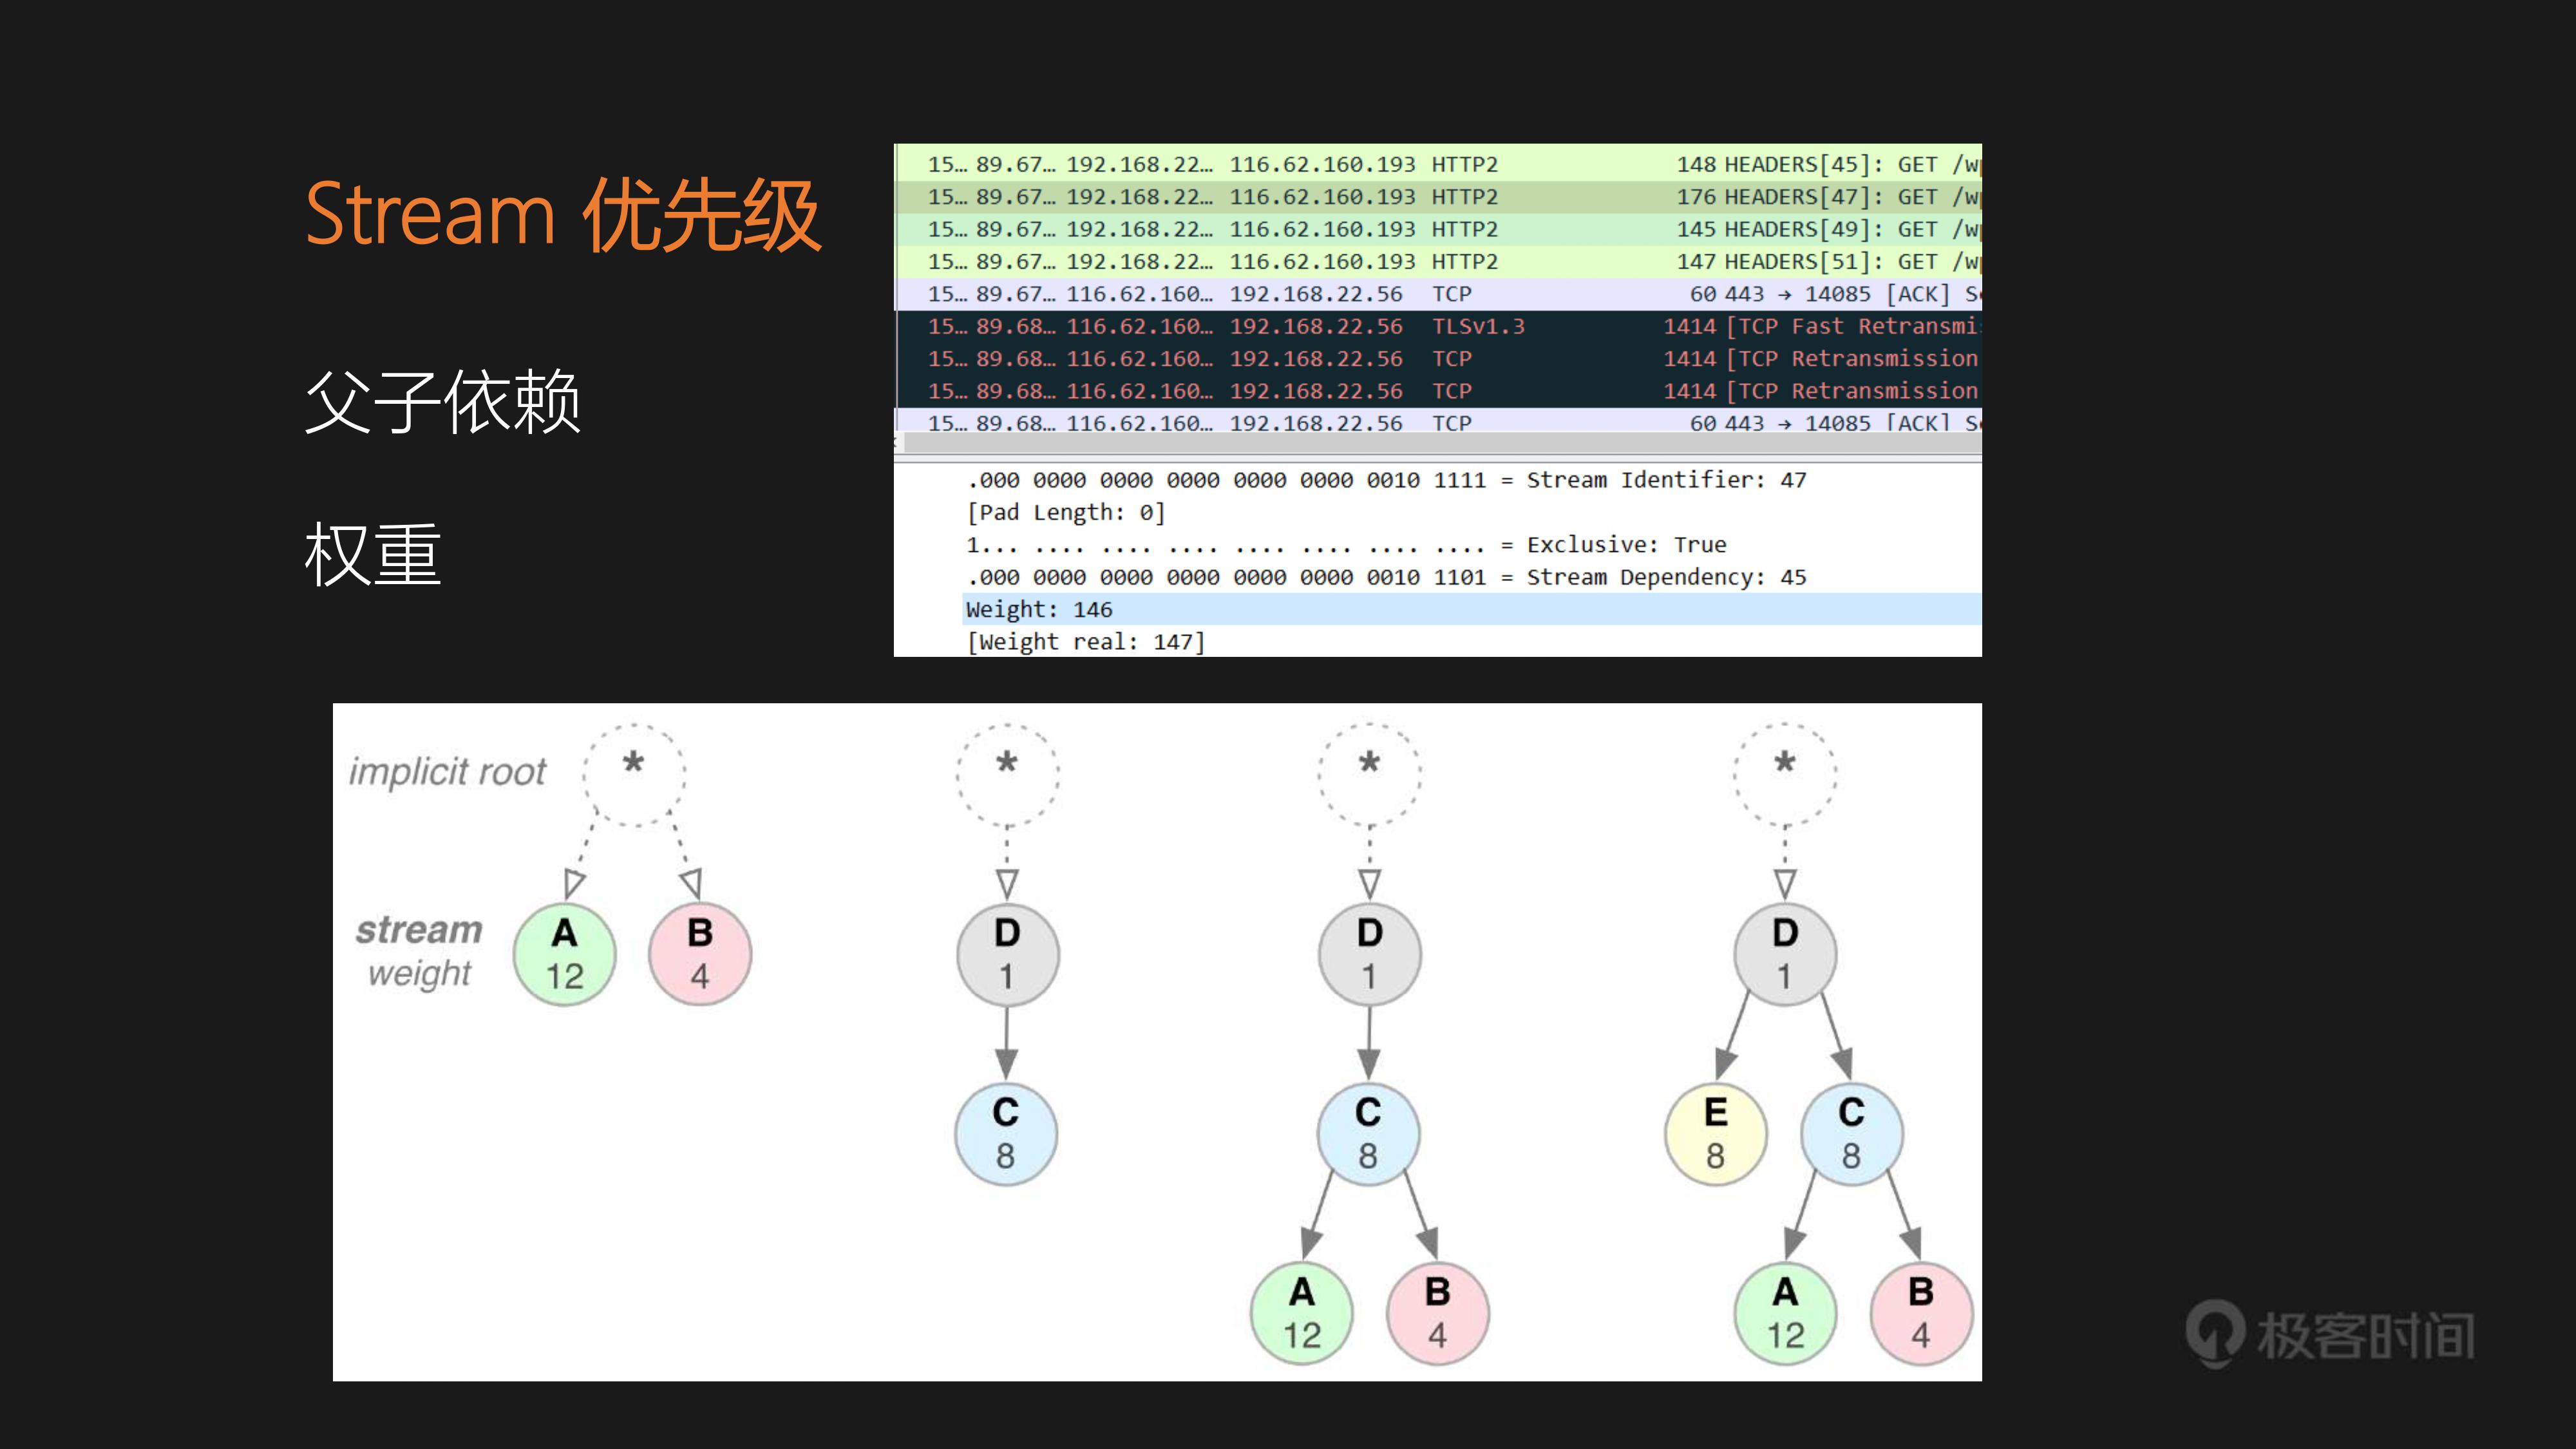 Stream 优先级
父子依赖
权重
15… 89.67… 192.168.22… 116.62.160.193 HTTP2 148 HEADERS[45]: GET /w
15… 89.67… 192.168.22… 116.62.160.193 HTTP2 176 HEADERS[47]: GET /w
15… 89.67… 192.168.22… 116.62.160.193 HTTP2 145 HEADERS[49]: GET /w
15… 89.67… 192.168.22… 116.62.160.193 HTTP2 147 HEADERS[51]: GET /w
15… 89.67… 116.62.160… 192.168.22.56 TCP 60 443 → 14085 [ACK] S
15… 89.68… 116.62.160… 192.168.22.56 TLSv1.3 1414 [TCP Fast Retransmi
15… 89.68… 116.62.160… 192.168.22.56 TCP 1414 [TCP Retransmission
15… 89.68… 116.62.160… 192.168.22.56 TCP 1414 [TCP Retransmission
15… 89.68… 116.62.160… 192.168.22.56 TCP 60 443 → 14085 [ACK] S
.000 0000 0000 0000 0000 0000 0010 1111 = Stream Identifier: 47
[Pad Length: 0]
1... .... .... .... .... .... .... .... = Exclusive: True
.000 0000 0000 0000 0000 0000 0010 1101 = Stream Dependency: 45
Weight: 146
[Weight real: 147]
implicit root * * * *
stream A B D D D
weight 12 4 1 1 1
C C E C
8 8 8 8
A B A B
12 4 12 4
极客时间